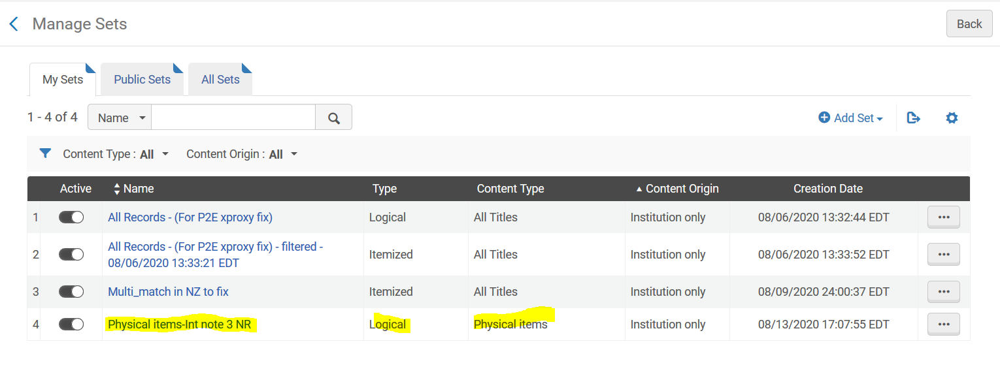 Manage Sets
Back
My Sets
Public Sets
All Sets
1 - 4 of 4
Name
Add Set
Content Type : All
Content Origin : All
Active Name Type Content Type Content Origin Creation Date
1 All Records - (For P2E xproxy fix) Logical All Titles Institution only 08/06/2020 13:32:44 EDT
2 All Records - (For P2E xproxy fix) - filtered -
08/06/2020 13:33:21 EDT Itemized All Titles Institution only 08/06/2020 13:33:52 EDT
3 Multi_match in NZ to fix Itemized All Titles Institution only 08/09/2020 24:00:37 EDT
4 Physical items-Int note 3 NR Logical Physical items Institution only 08/13/2020 17:07:55 EDT